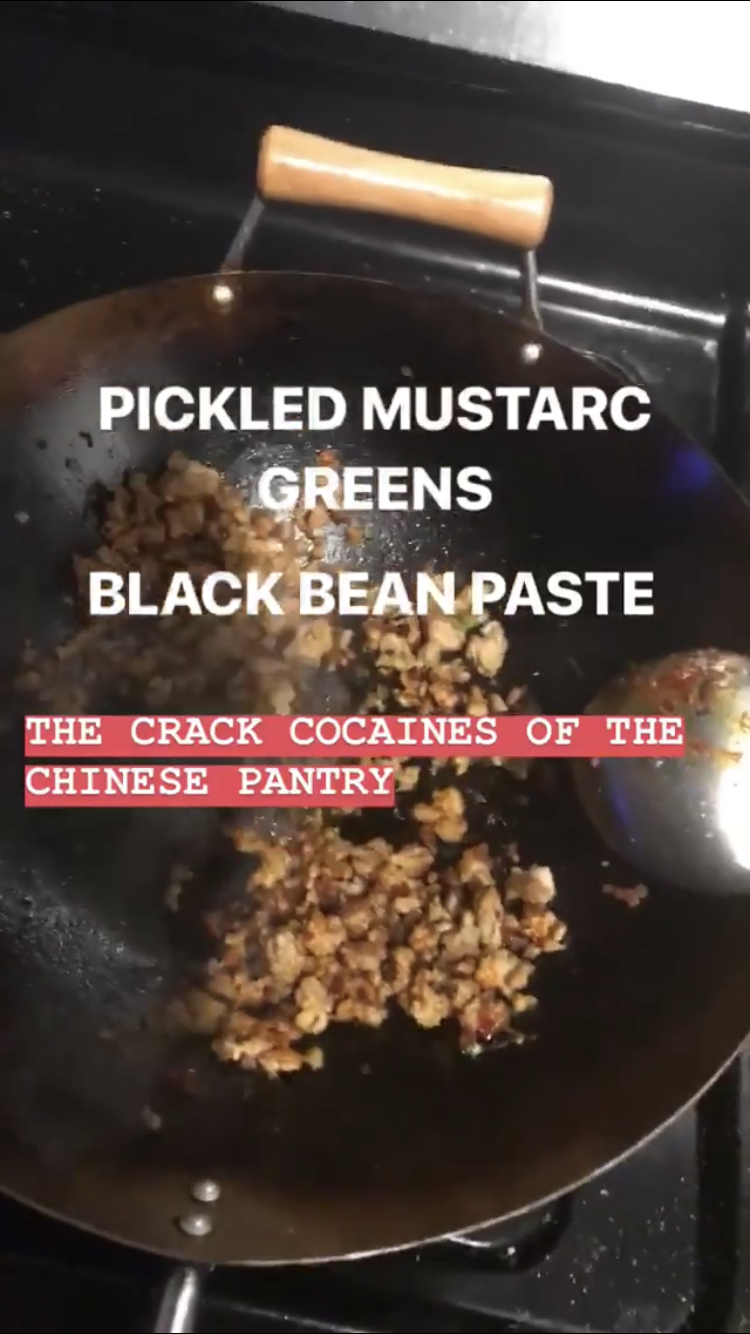 PICKLED MUSTARC
GREENS
BLACK BEAN PASTE
THE CRACK COCAINES OF THE
CHINESE PANTRY